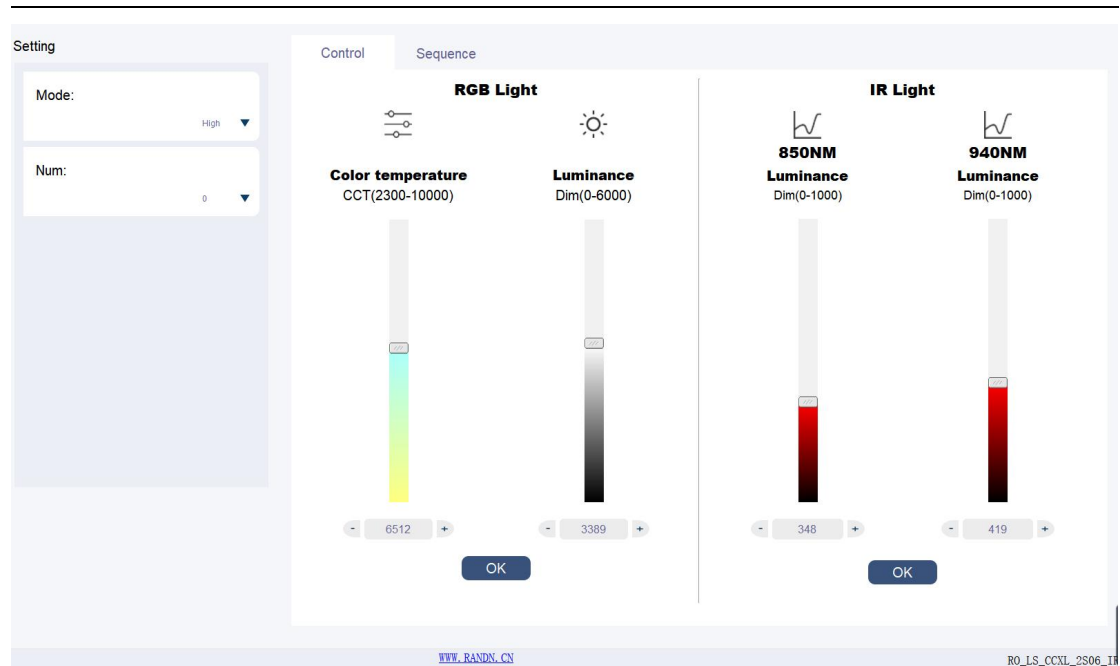 Setting
Mode:
High
Num:
0
Control
Sequence
RGB Light
Color temperature
CCT(2300-10000)
Luminance
Dim(0-6000)
- 6512 +
- 3389 +
OK
IR Light
850NM
Luminance
Dim(0-1000)
940NM
Luminance
Dim(0-1000)
- 348 +
- 419 +
OK
WWW.RANDN.CN
RO_LS_CCXL_2S06_I